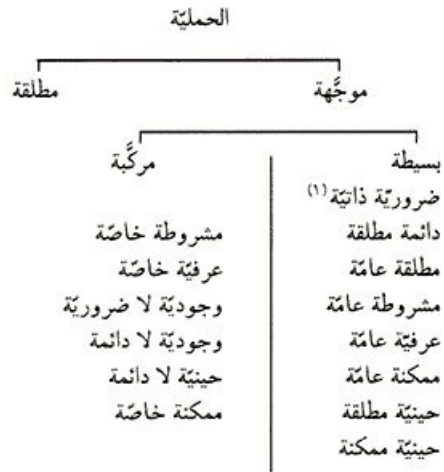 الحمليّة
موجَّهة مطلقة
بسيطة مركَّبة
ضروريّة ذاتيّة (١)
دائمة مطلقة مشروطة خاصّة
مطلقة عامّة عرفيّة خاصّة
مشروطة عامّة وجوديّة لا ضروريّة
عرفيّة عامّة وجوديّة لا دائمة
ممكنة عامّة حينيّة لا دائمة
حينيّة مطلقة ممكنة خاصّة
حينيّة ممكنة